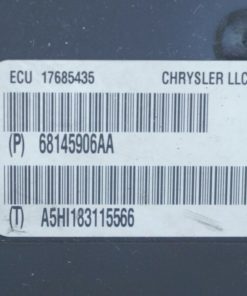 ECU 17685435 CHRYSLER LLC
(P) 68145906AA
(T) A5HI183115566